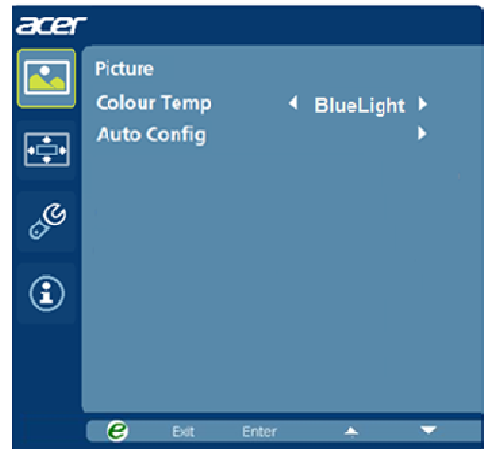 acer
Picture
Colour Temp BlueLight
Auto Config
e Exit Enter